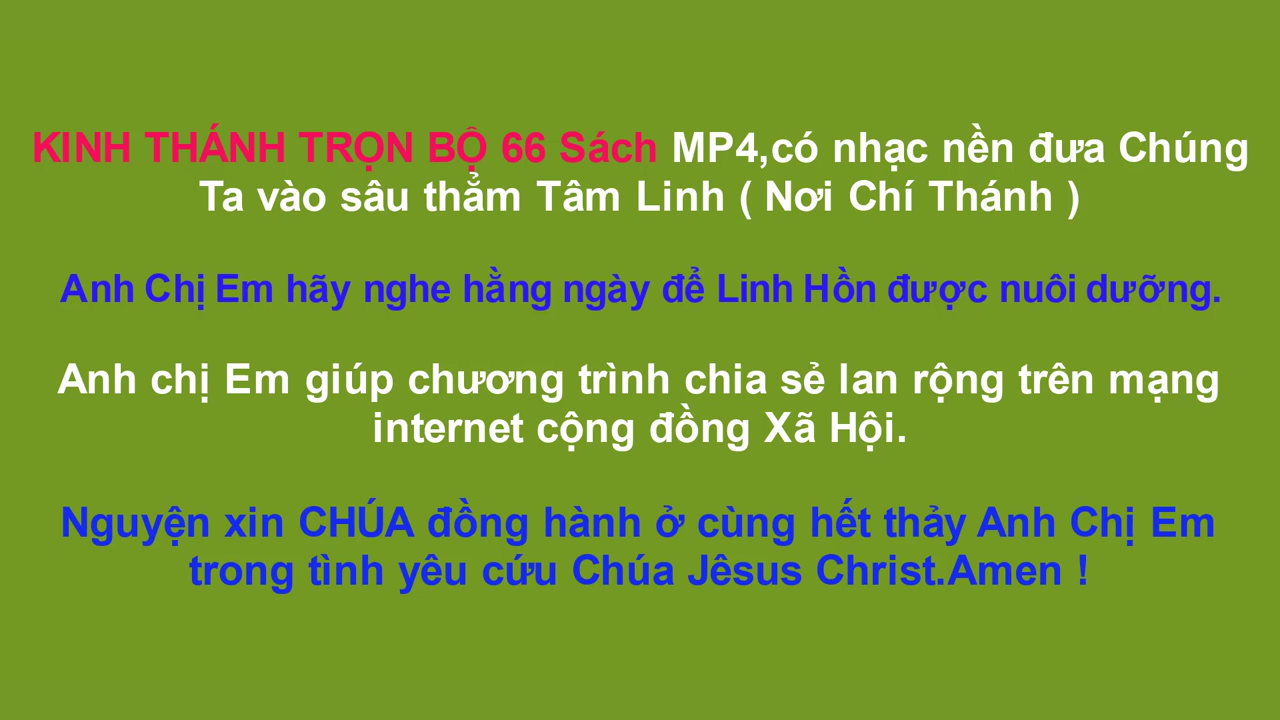 KINH THÁNH TRỌN BỘ 66 Sách MP4,có nhạc nền đưa Chúng
Ta vào sâu thẳm Tâm Linh ( Nơi Chí Thánh )
Anh Chị Em hãy nghe hằng ngày để Linh Hồn được nuôi dưỡng.
Anh chị Em giúp chương trình chia sẻ lan rộng trên mạng
internet cộng đồng Xã Hội.
Nguyện xin CHÚA đồng hành ở cùng hết thảy Anh Chị Em
trong tình yêu cứu Chúa Jêsus Christ.Amen !